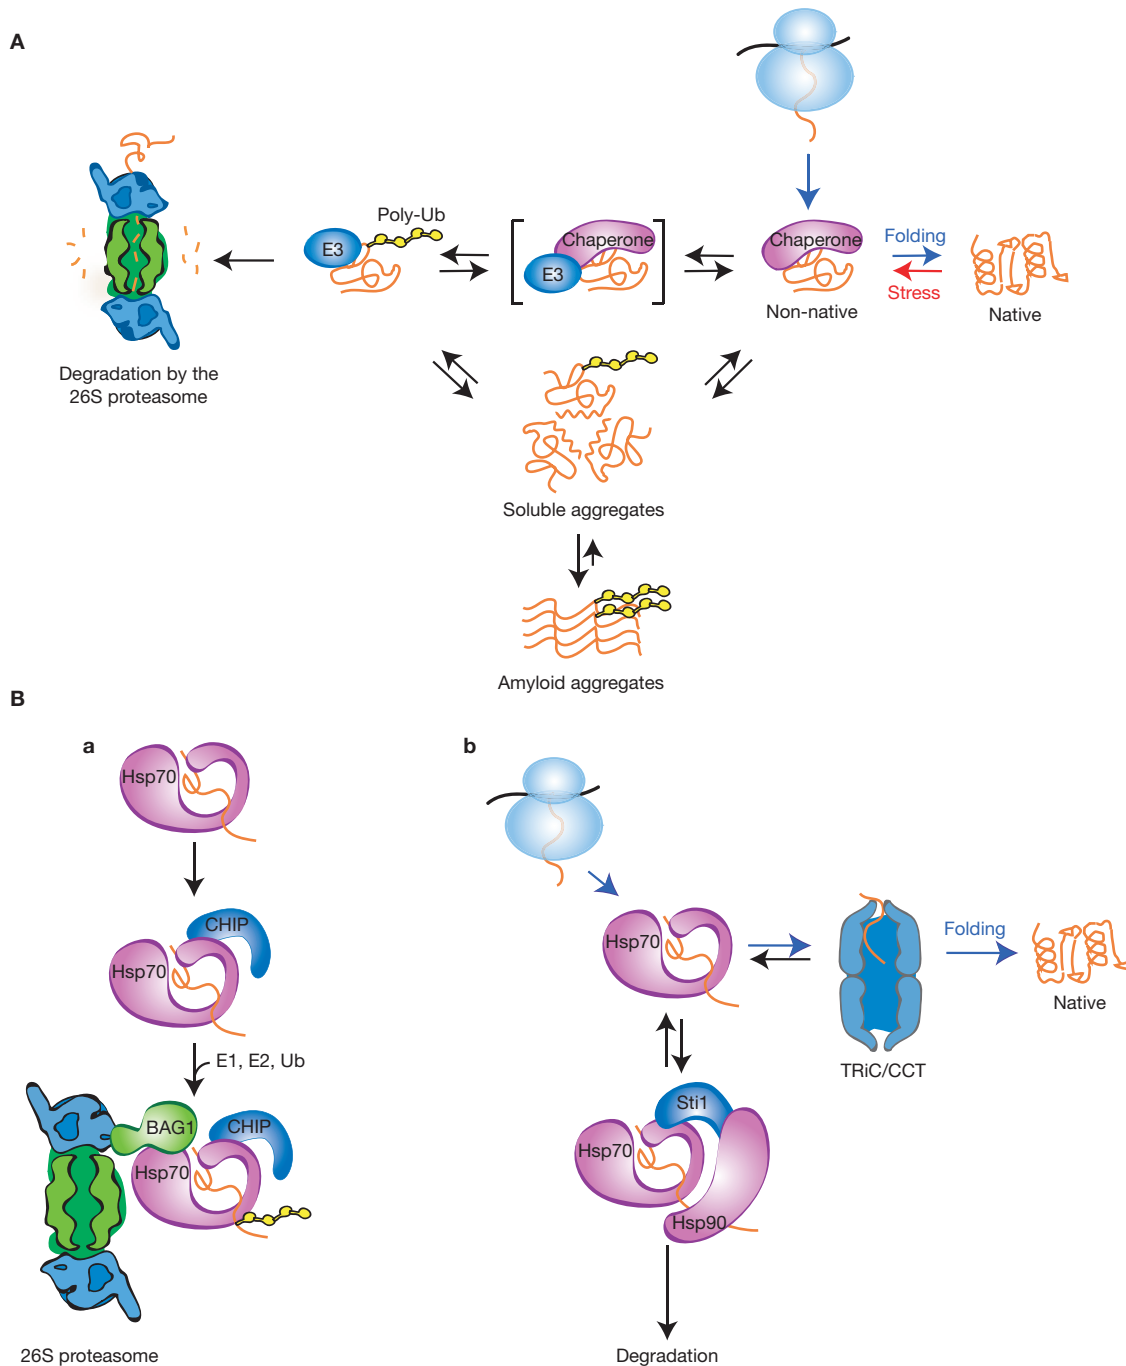 A
Poly-Ub
E3
Chaperone
E3
Chaperone
Folding
Stress
Non-native
Native
Degradation by the
26S proteasome
Soluble aggregates
Amyloid aggregates
B
a
Hsp70
CHIP
Hsp70
E1, E2, Ub
BAG1
CHIP
Hsp70
26S proteasome
b
Hsp70
Folding
Native
TRiC/CCT
Sti1
Hsp70
Hsp90
Degradation